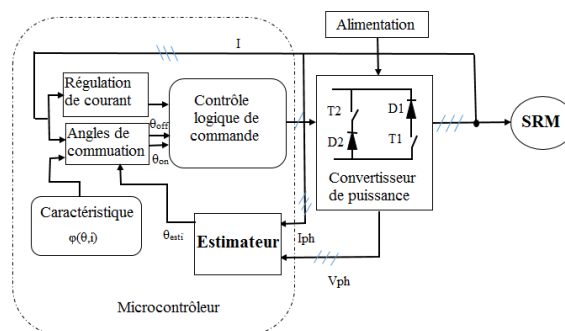 Alimentation
I
Régulation
de courant
Contrôle
logique de
commande
Angles de
commuation
θoff
θon
T2
D1
D2
T1
Convertisseur
de puissance
SRM
Caractéristique
φ(θ,i)
θesti
Estimateur
Iph
Vph
Microcontrôleur